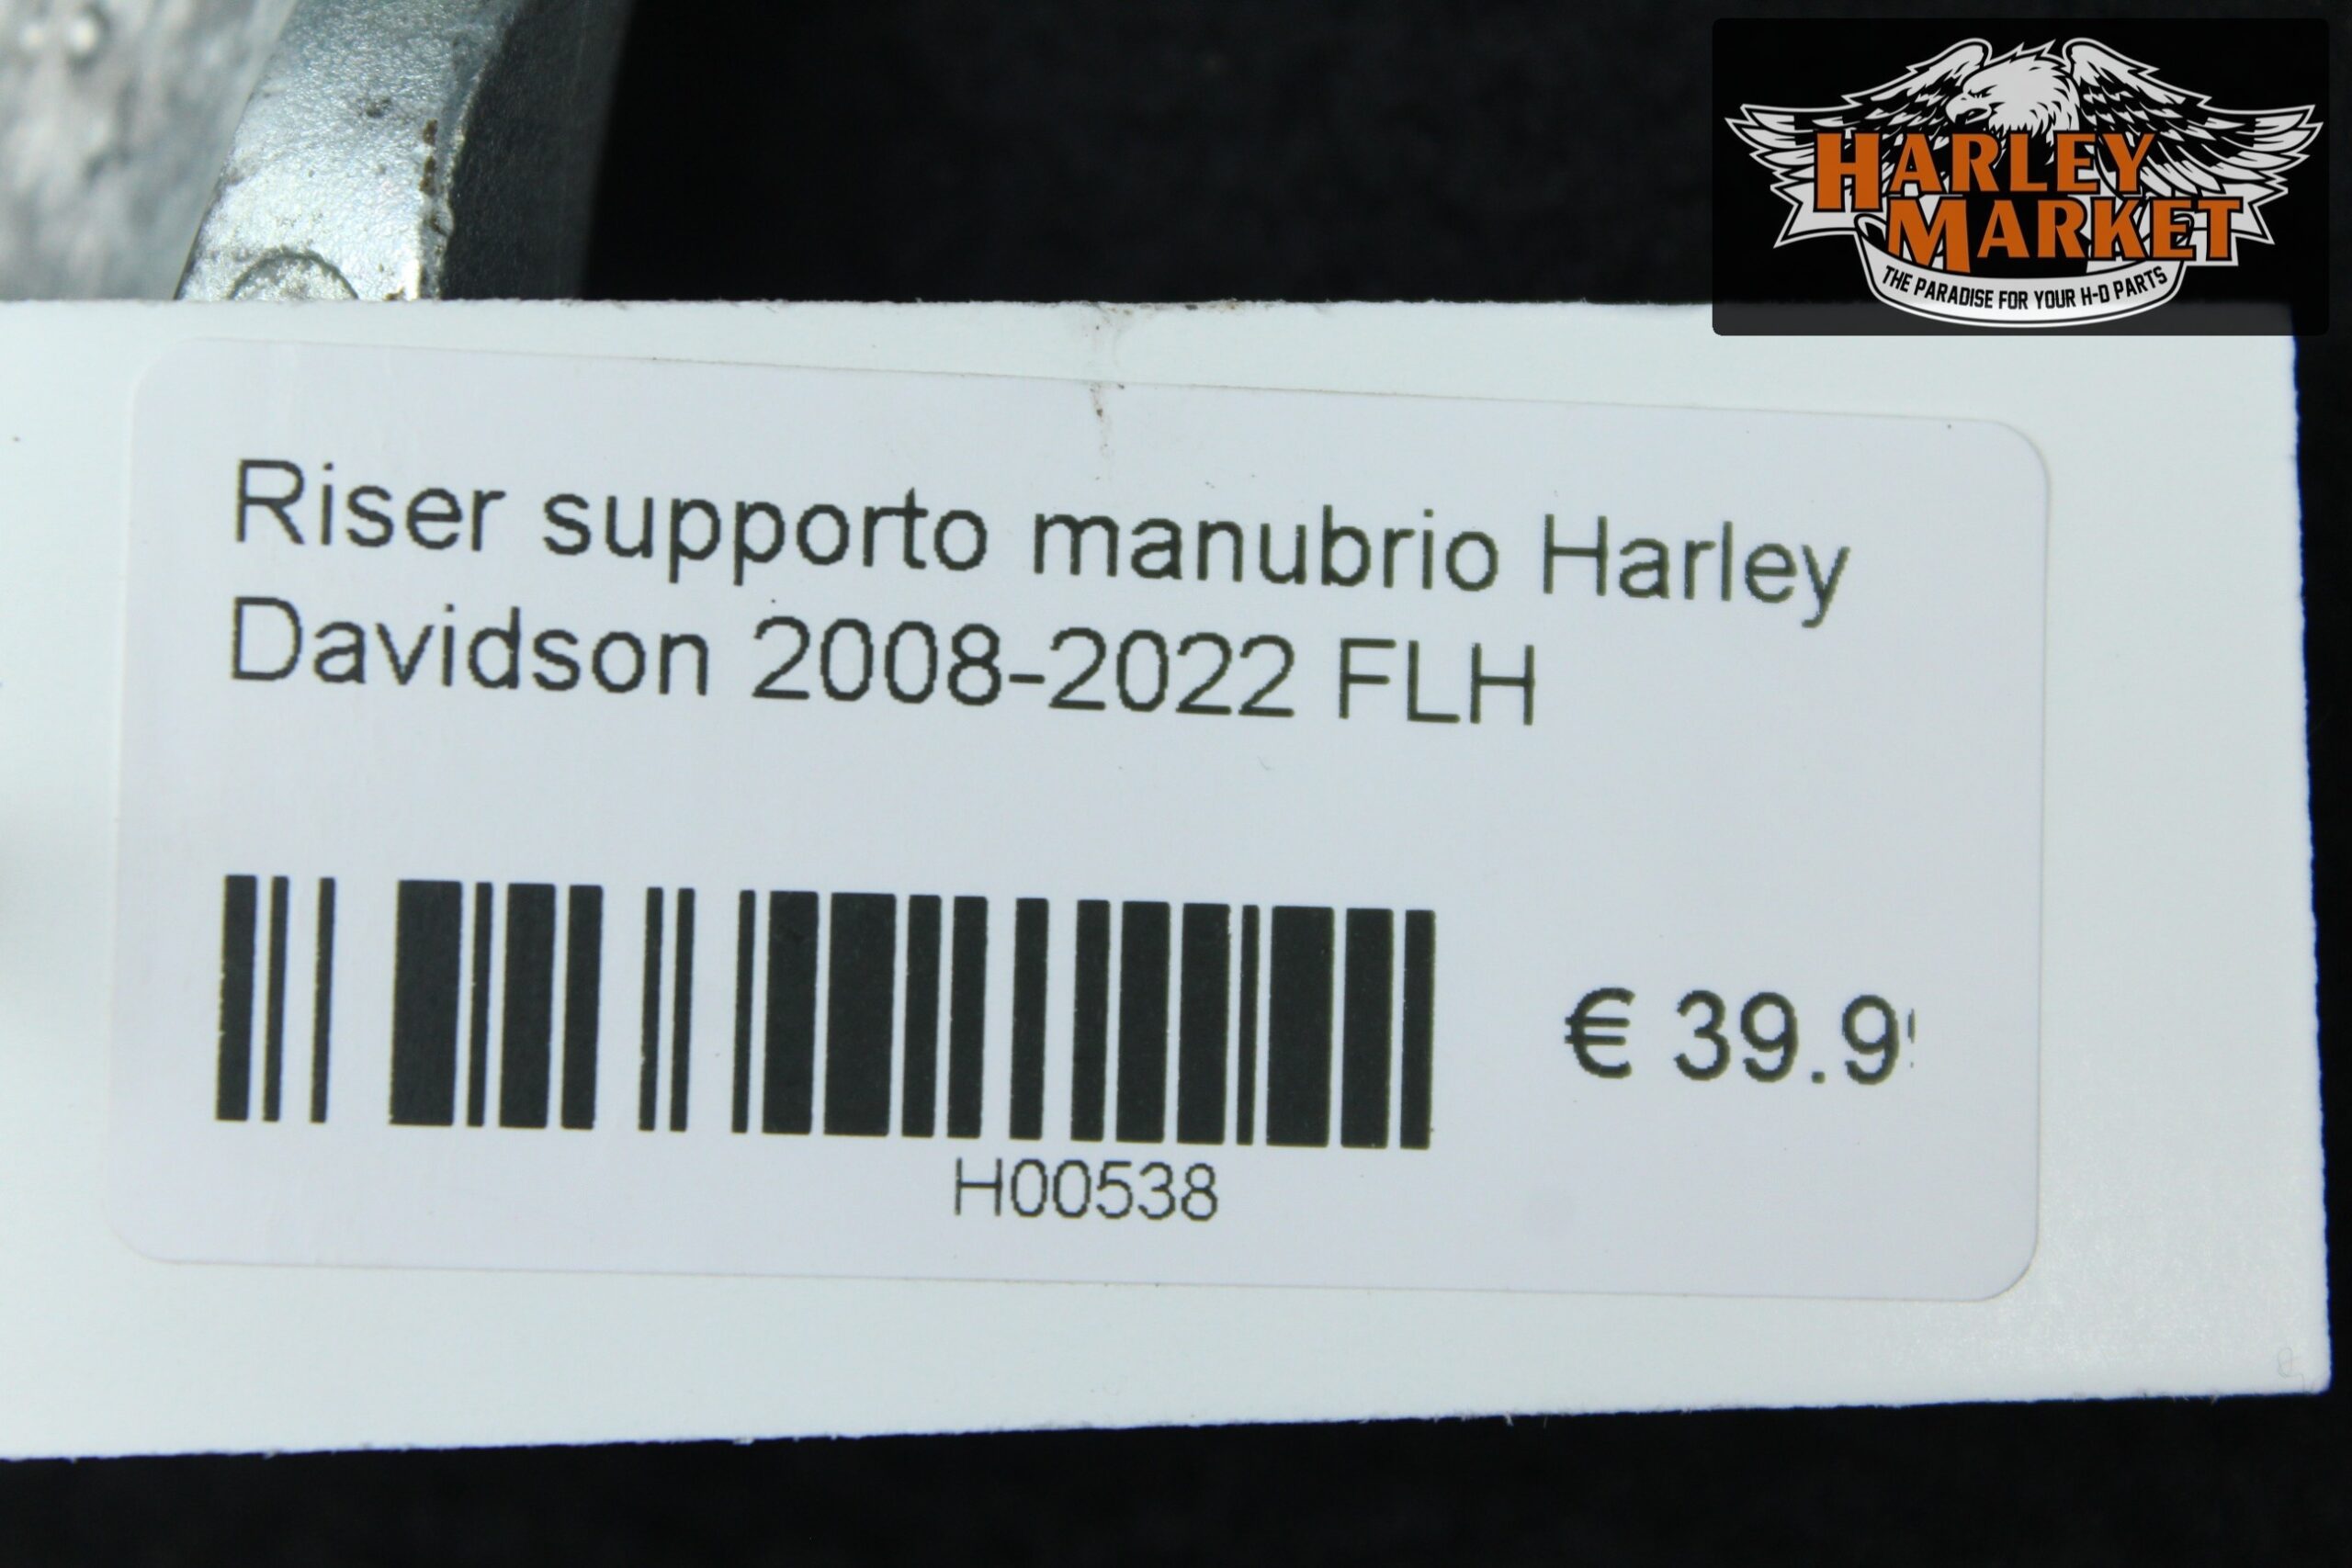 HARLEY
MARKET
THE PARADISE FOR YOUR H-D PARTS
Riser supporto manubrio Harley
Davidson 2008-2022 FLH
€ 39.9
H00538